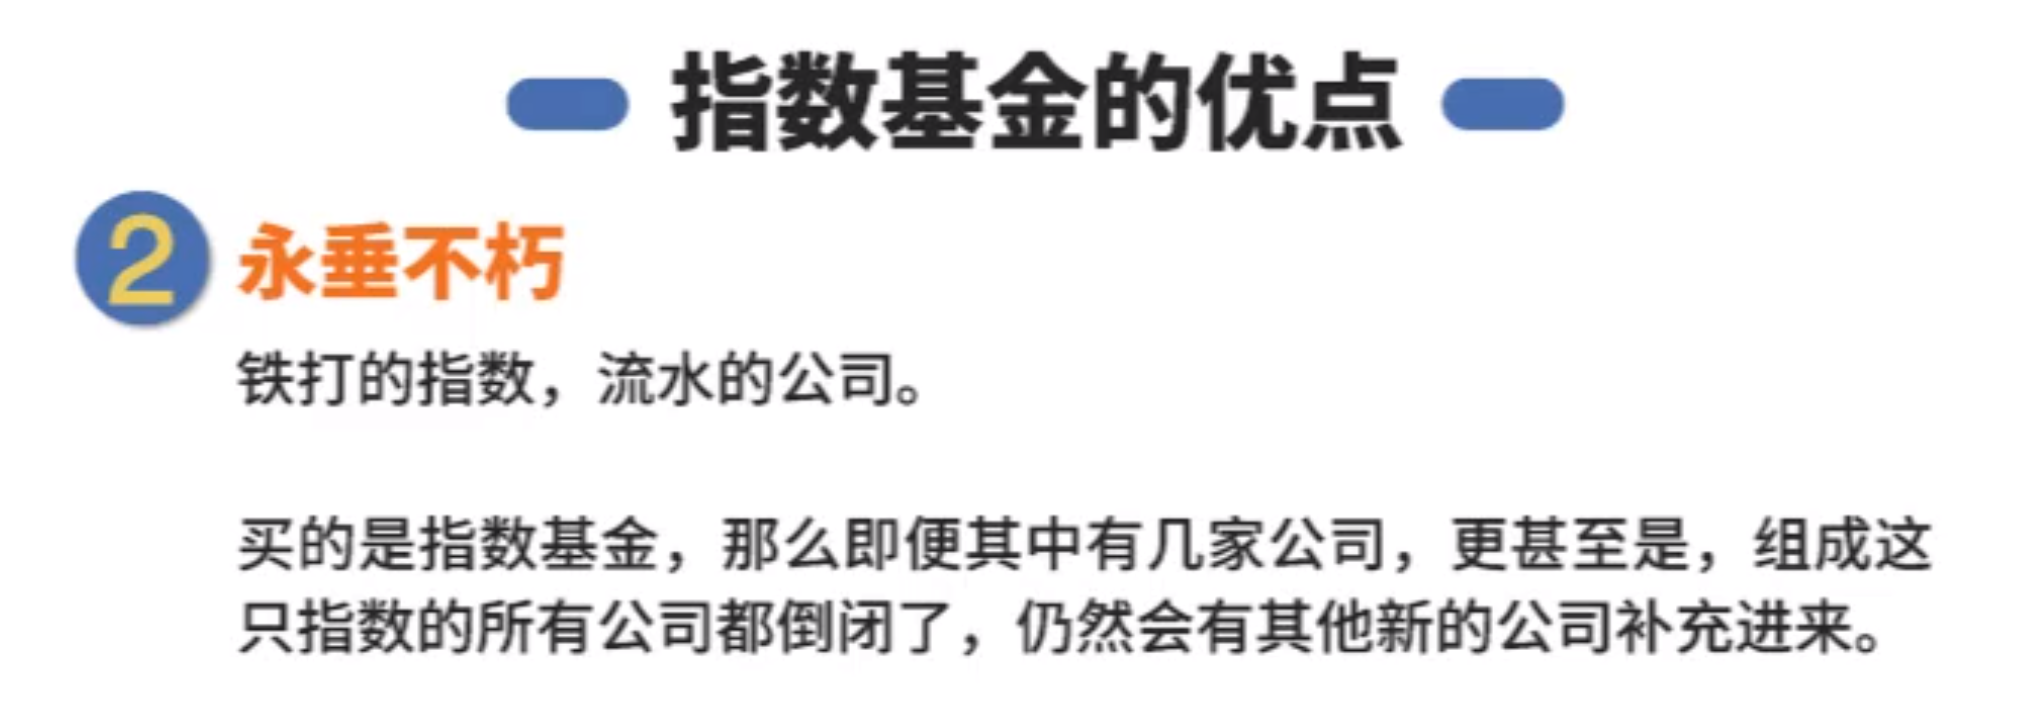 指数基金的优点
2 永垂不朽
铁打的指数，流水的公司。
买的是指数基金，那么即便其中有几家公司，更甚至是，组成这
只指数的所有公司都倒闭了，仍然会有其他新的公司补充进来。